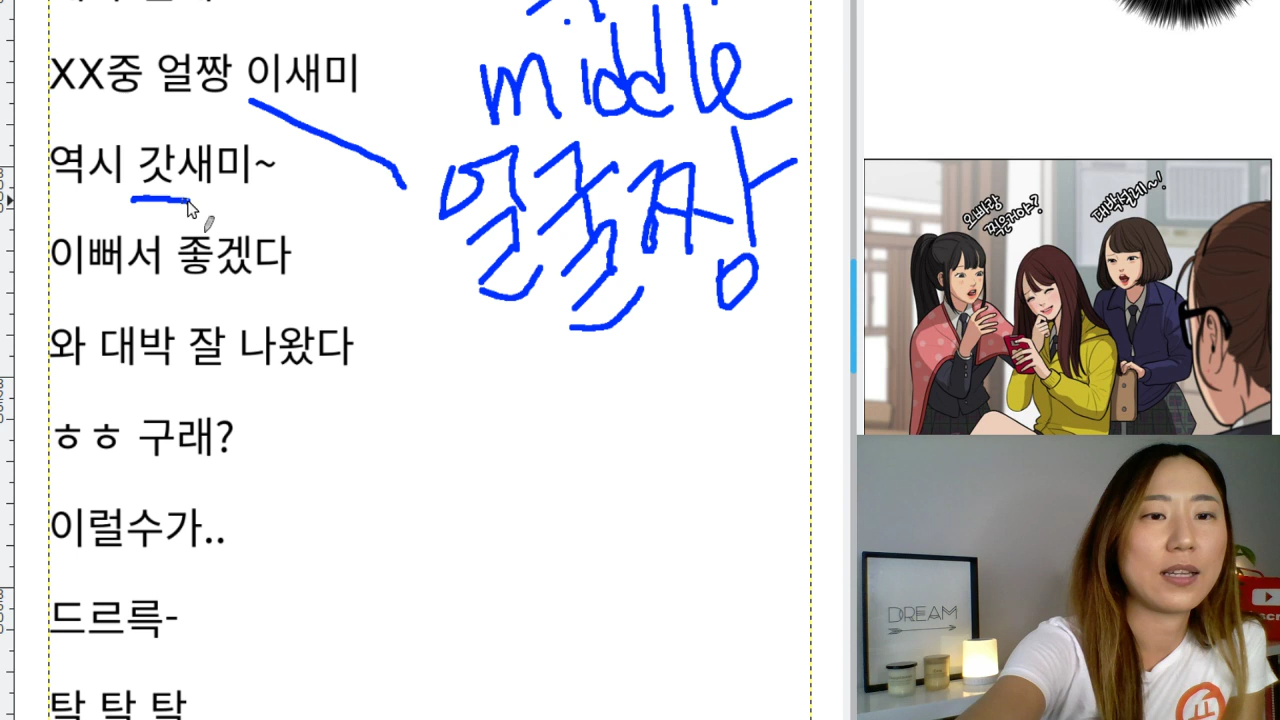 XX중 얼짱 이새미
역시 갓새미~
이뻐서 좋겠다
와 대박 잘 나왔다
ㅎㅎ 구래?
이럴수가..
드르륵-
탁 탁 탁
middle
얼굴짱
오빠랑
찍은거야?
대박설레~!
DREAM